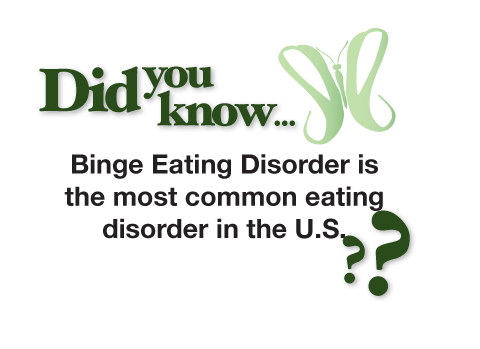 Did you
know...
Binge Eating Disorder is
the most common eating
disorder in the U.S.
??